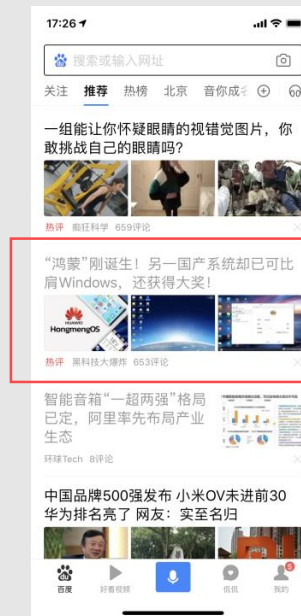 17:26
搜索或输入网址
关注 推荐 热榜 北京 音你成
一组能让你怀疑眼睛的视错觉图片，你
敢挑战自己的眼睛吗？
热评 疯狂科学 659评论
“鸿蒙”刚诞生！另一国产系统却已可比
肩Windows，还获得大奖！
HUAWEI
HongmengOS
热评 黑科技大爆炸 653评论
智能音箱“一超两强”格局
已定，阿里率先布局产业
生态
环球Tech 8评论
中国品牌500强发布 小米OV未进前30
华为排名亮了 网友：实至名归
百度 好看视频 侃侃 我的